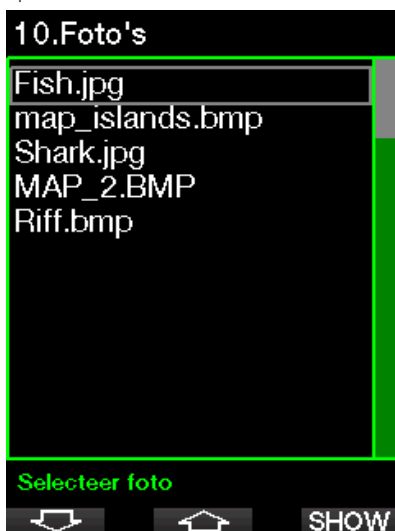 10.Foto's
Fish.jpg
map_islands.bmp
Shark.jpg
MAP_2.BMP
Riff.bmp
Selecteer foto
SHOW